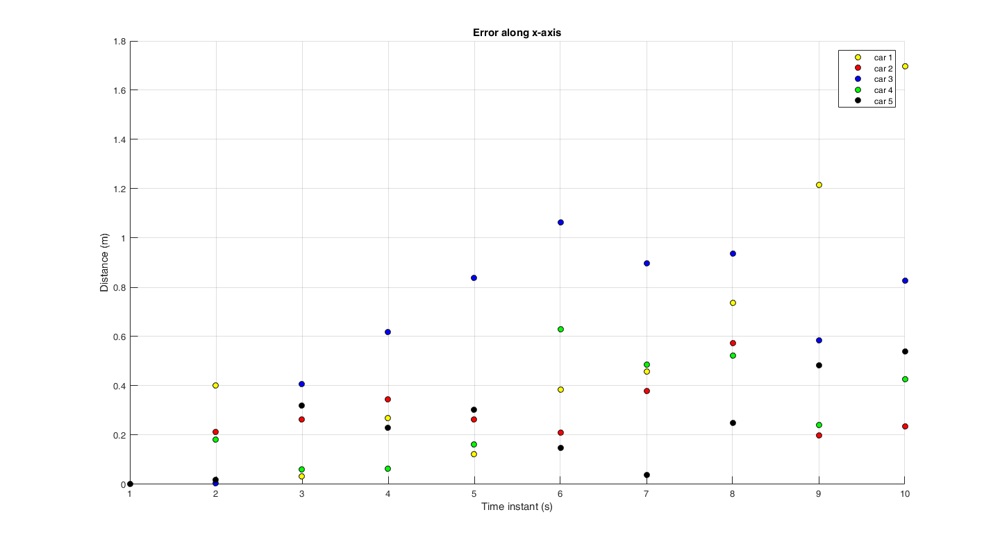 Error along x-axis
1.8
1.6
1.4
1.2
1
0.8
0.6
0.4
0.2
0
Distance (m)
car 1
car 2
car 3
car 4
car 5
1 2 3 4 5 6 7 8 9 10
Time instant (s)